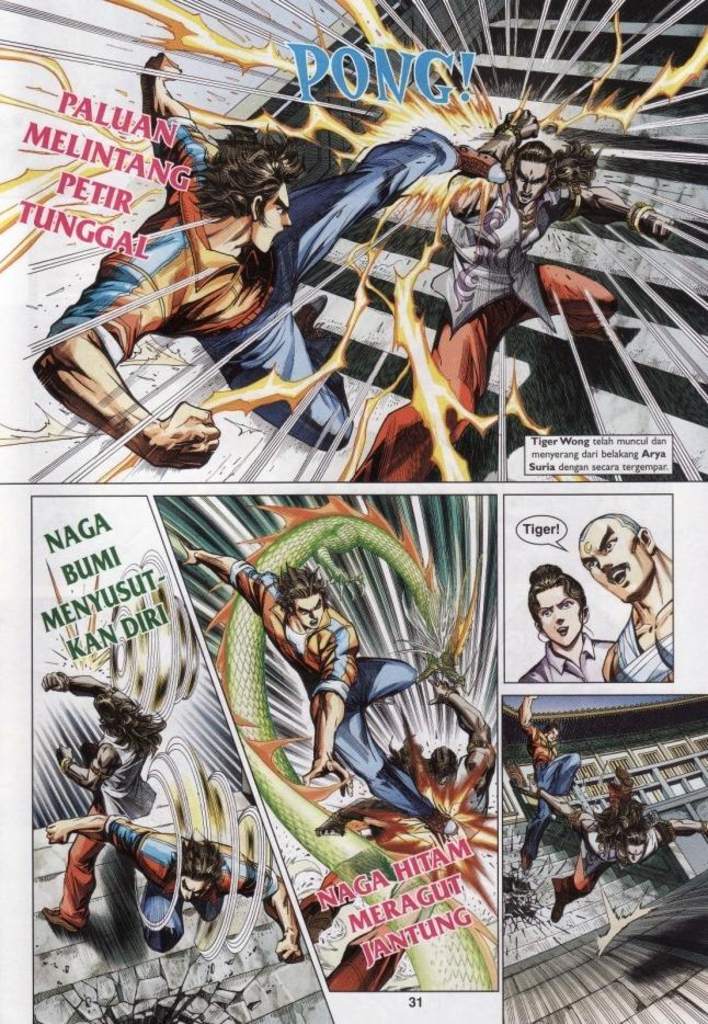 PONG!
PALUAN
MELINTANG
PETIR
TUNGGAL
Tiger Wong telah muncul dan
menyerang dari belakang Arya
Suria dengan secara tergempar.
NAGA
BUMI
MENYUSUT-
KAN DIRI
NAGA HITAM
MERAGUT
JANTUNG
Tiger!
31